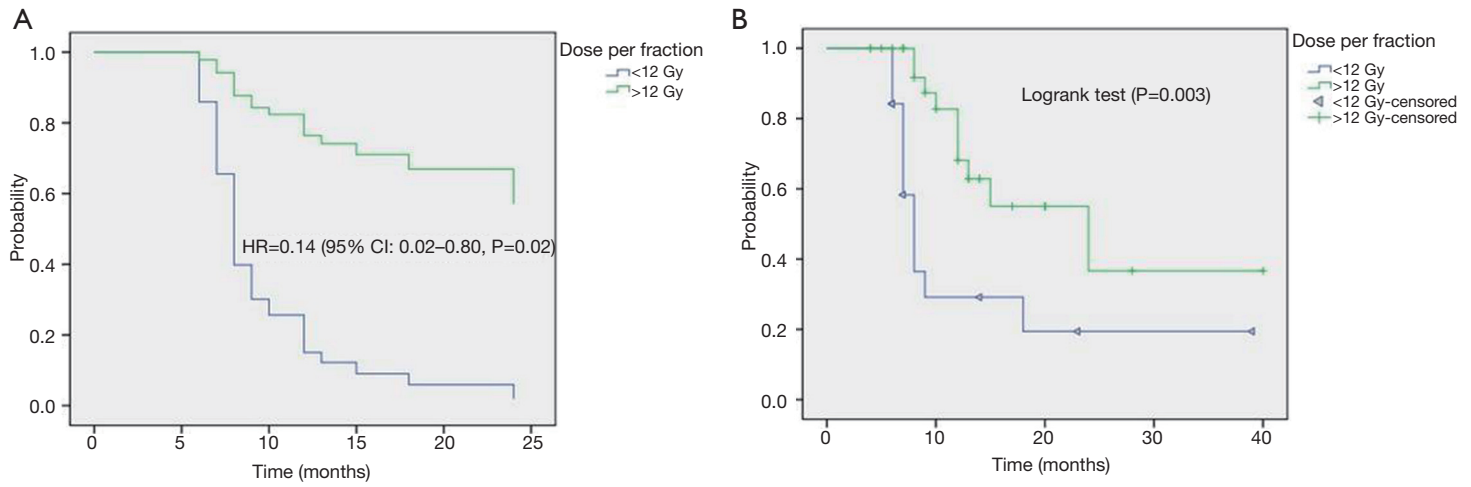 A
Dose per fraction
<12 Gy
>12 Gy
1.0
0.8
0.6
0.4
0.2
0.0
Probability
HR=0.14 (95% CI: 0.02–0.80, P=0.02)
0 5 10 15 20 25
Time (months)
B
Dose per fraction
<12 Gy
>12 Gy
<12 Gy-censored
>12 Gy-censored
Logrank test (P=0.003)
1.0
0.8
0.6
0.4
0.2
0.0
Probability
0 10 20 30 40
Time (months)